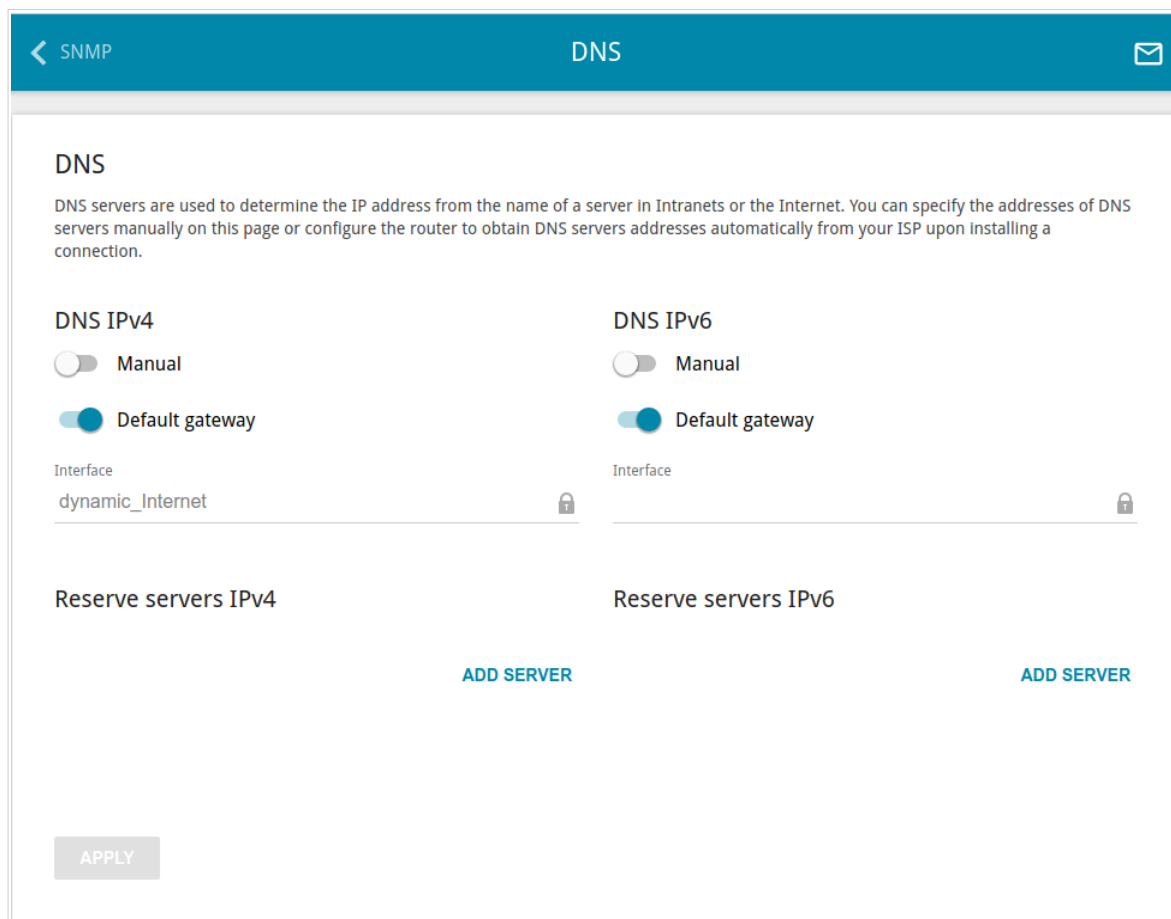 SNMP
DNS
DNS
DNS servers are used to determine the IP address from the name of a server in Intranets or the Internet. You can specify the addresses of DNS
servers manually on this page or configure the router to obtain DNS servers addresses automatically from your ISP upon installing a
connection.
DNS IPv4
Manual
Default gateway
Interface
dynamic_Internet
Reserve servers IPv4
ADD SERVER
DNS IPv6
Manual
Default gateway
Interface
Reserve servers IPv6
ADD SERVER
APPLY